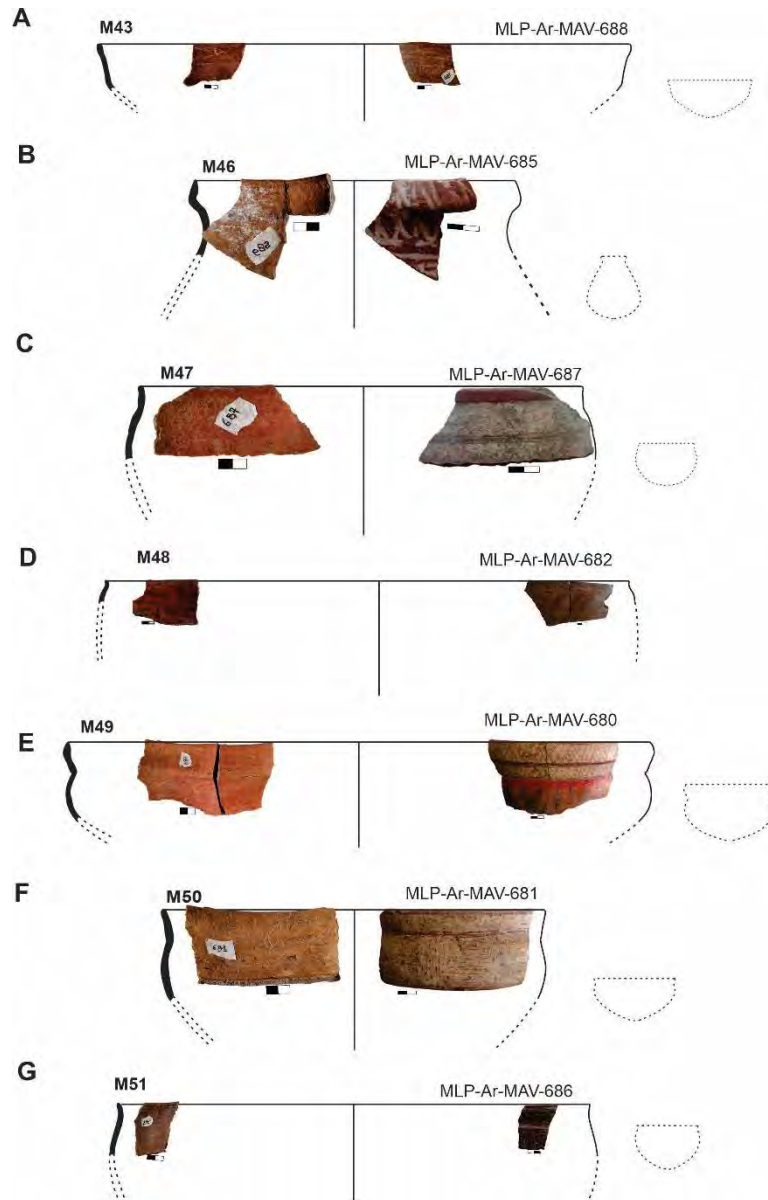 A
M43 MLP-Ar-MAV-688
B
M46 MLP-Ar-MAV-685
C
M47 MLP-Ar-MAV-687
687
D
M48 MLP-Ar-MAV-682
E
M49 MLP-Ar-MAV-680
F
M50 MLP-Ar-MAV-681
G
M51 MLP-Ar-MAV-686